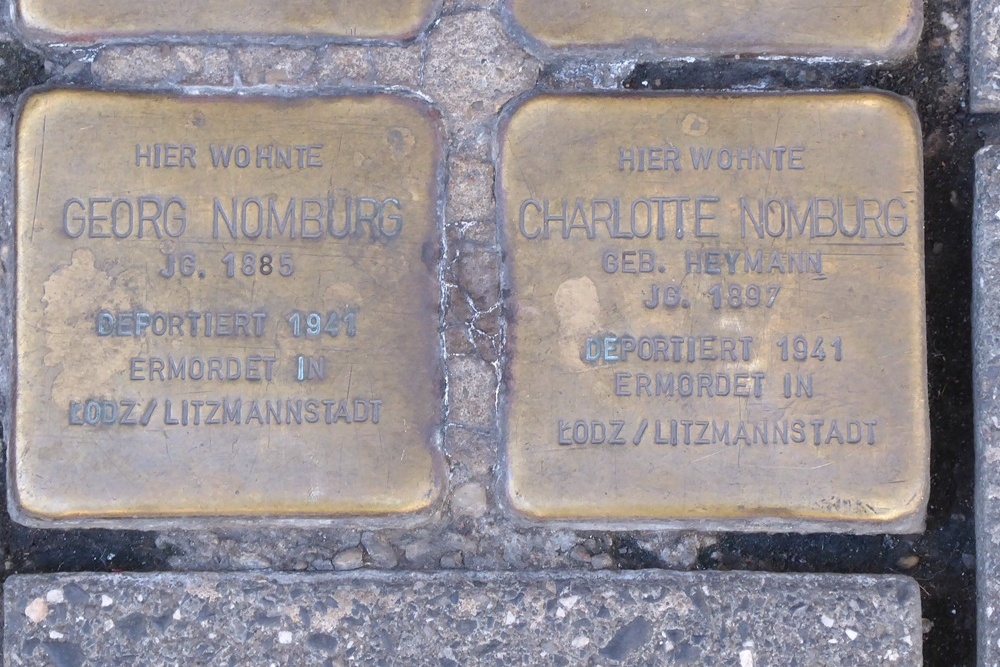 HIER WOHNTE
GEORG NOMBURG
JG. 1885
DEPORTIERT 1941
ERMORDET IN
ŁODZ/LITZMANNSTADT
HIER WOHNTE
CHARLOTTE NOMBURG
GEB. HEYMANN
JG. 1897
DEPORTIERT 1941
ERMORDET IN
ŁODZ/LITZMANNSTADT